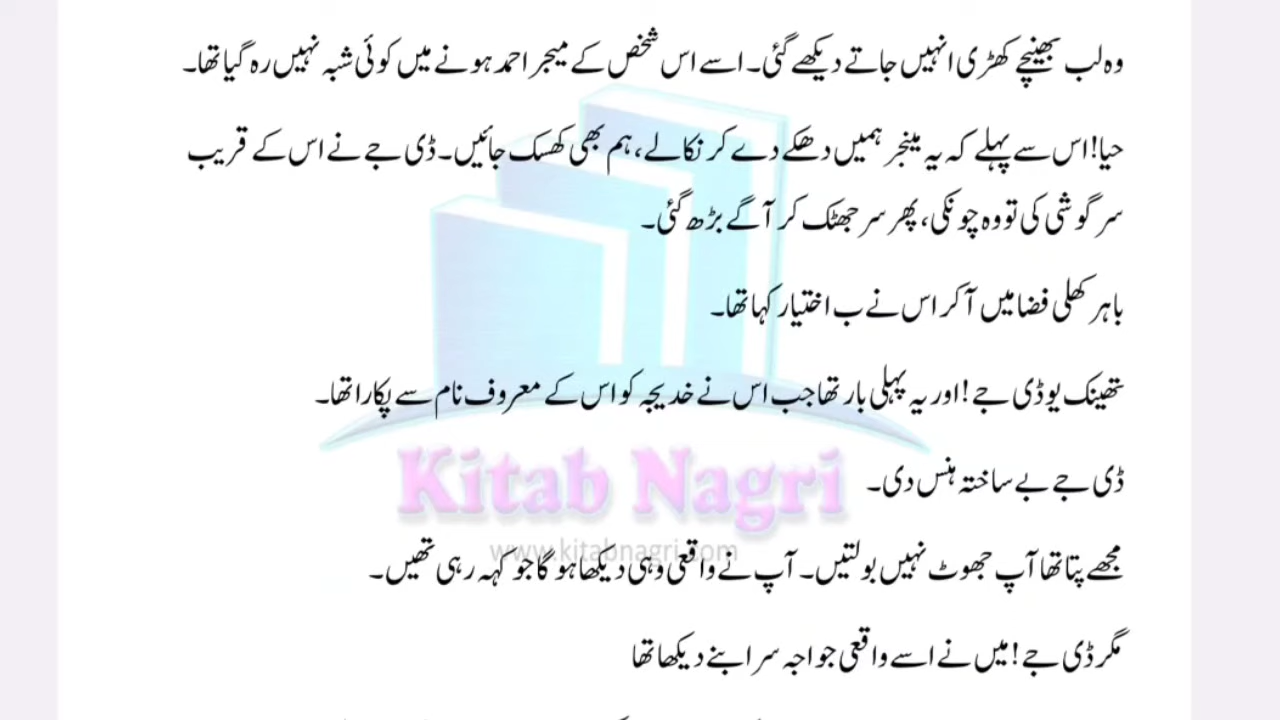 وہ لب بھینچے کھڑی انہیں جاتے دیکھے گئی۔ اسے اس شخص کے میجر احمد ہونے میں کوئی شبہ نہیں رہ گیا تھا۔
حیا! اس سے پہلے کہ یہ مینجر ہمیں دھکے دے کر نکالے، ہم بھی کھسک جائیں۔ ڈی جے نے اس کے قریب
سرگوشی کی تو وہ چونکی، پھر سر جھٹک کر آگے بڑھ گئی۔
باہر کھلی فضا میں آ کر اس نے ب اختیار کہا تھا۔
تھینک یو ڈی جے! اور یہ پہلی بار تھا جب اس نے خدیجہ کو اس کے معروف نام سے پکارا تھا۔
Kitab Nagri
ڈی جے بے ساختہ ہنس دی۔
www.kitabnagri.com
مجھے پتا تھا آپ جھوٹ نہیں بولتیں۔ آپ نے واقعی وہی دیکھا ہو گا جو کہہ رہی تھیں۔
مگر ڈی جے! میں نے اسے واقعی جواجہ سرا بنے دیکھا تھا